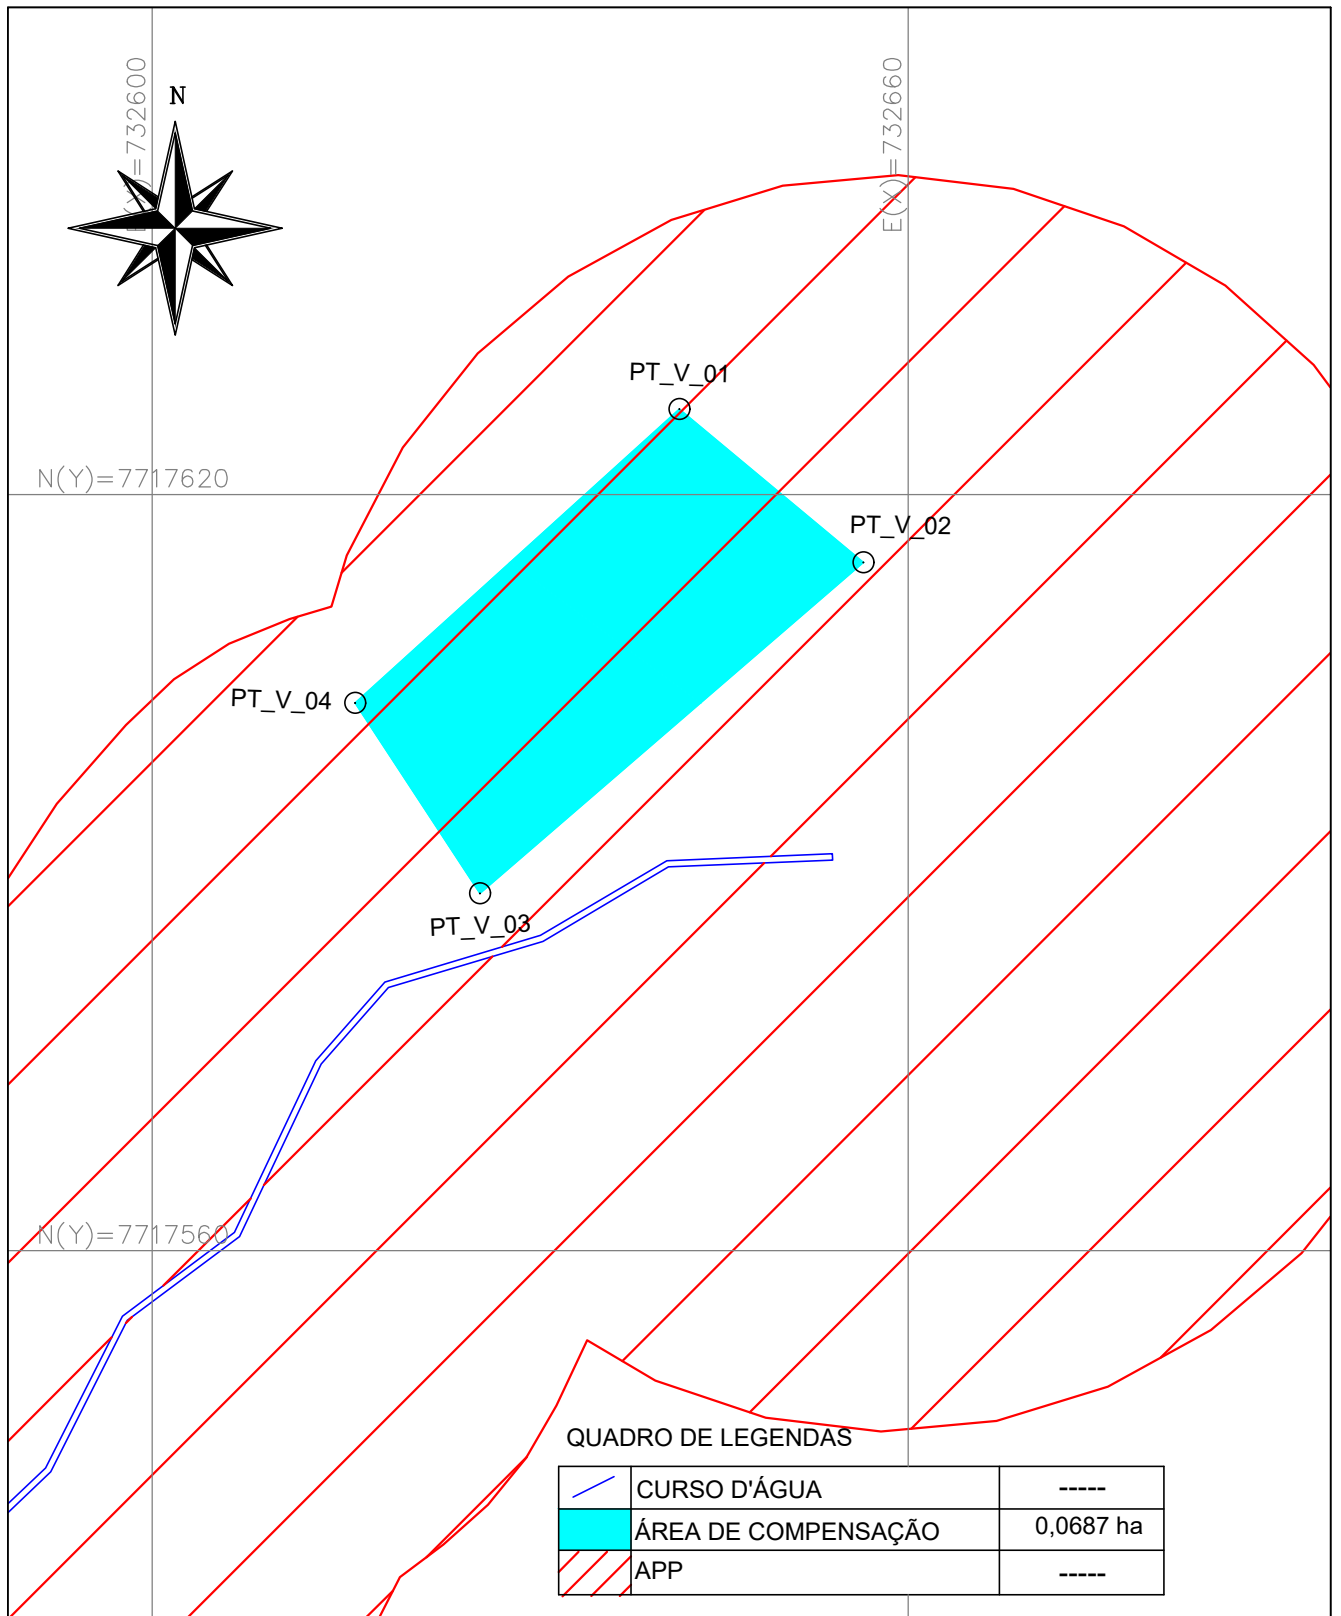 E(X)=732600
E(X)=732660
N
PT_V_01
N(Y)=7717620
PT_V_02
PT_V_04
PT_V_03
N(Y)=7717560
QUADRO DE LEGENDAS
CURSO D'ÁGUA -----
ÁREA DE COMPENSAÇÃO 0,0687 ha
APP -----